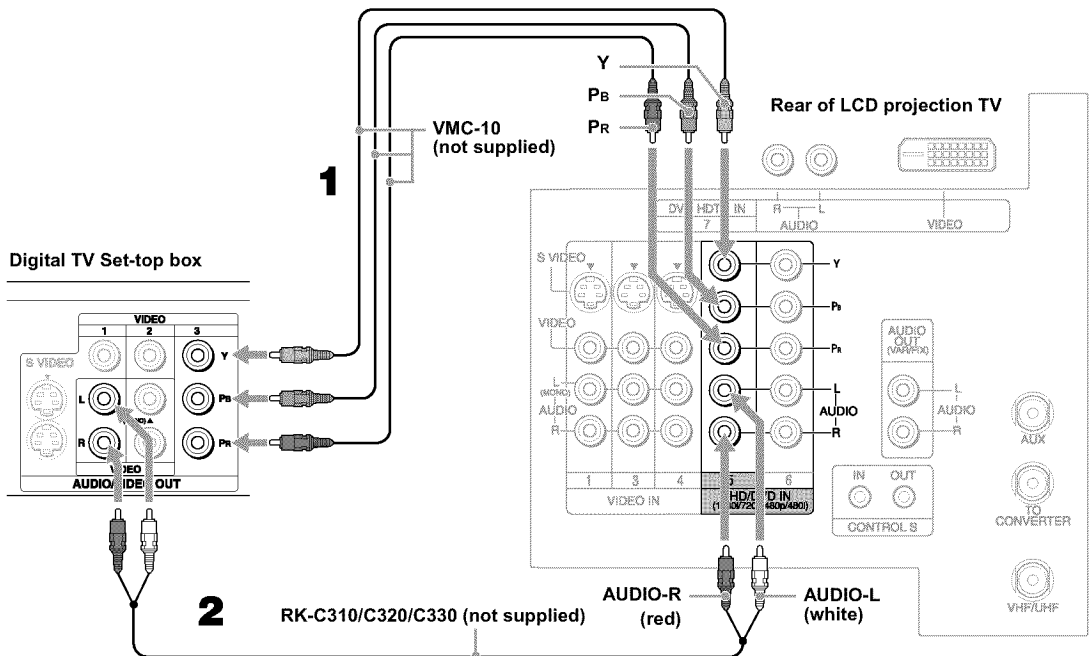 Y
PB
PR
Rear of LCD projection TV
VMC-10
(not supplied)
1
R L
AUDIO
VIDEO
IN
7
Digital TV Set-top box
S VIDEO
VIDEO
L
(MONO)
AUDIO
R
Y
PB
PR
L
AUDIO
R
AUDIO
OUT
(VAR/FIX)
L
AUDIO
R
AUX
IN OUT
CONTROL S
TO
CONVERTER
VHF/UHF
1 3 4 5 6
VIDEO IN
HD/DVD IN
VIDEO
1 2 3
S VIDEO
Y
L
PB
R
PR
AUDIO/VIDEO OUT
2
RK-C310/C320/C330 (not supplied)
AUDIO-R
(red)
AUDIO-L
(white)